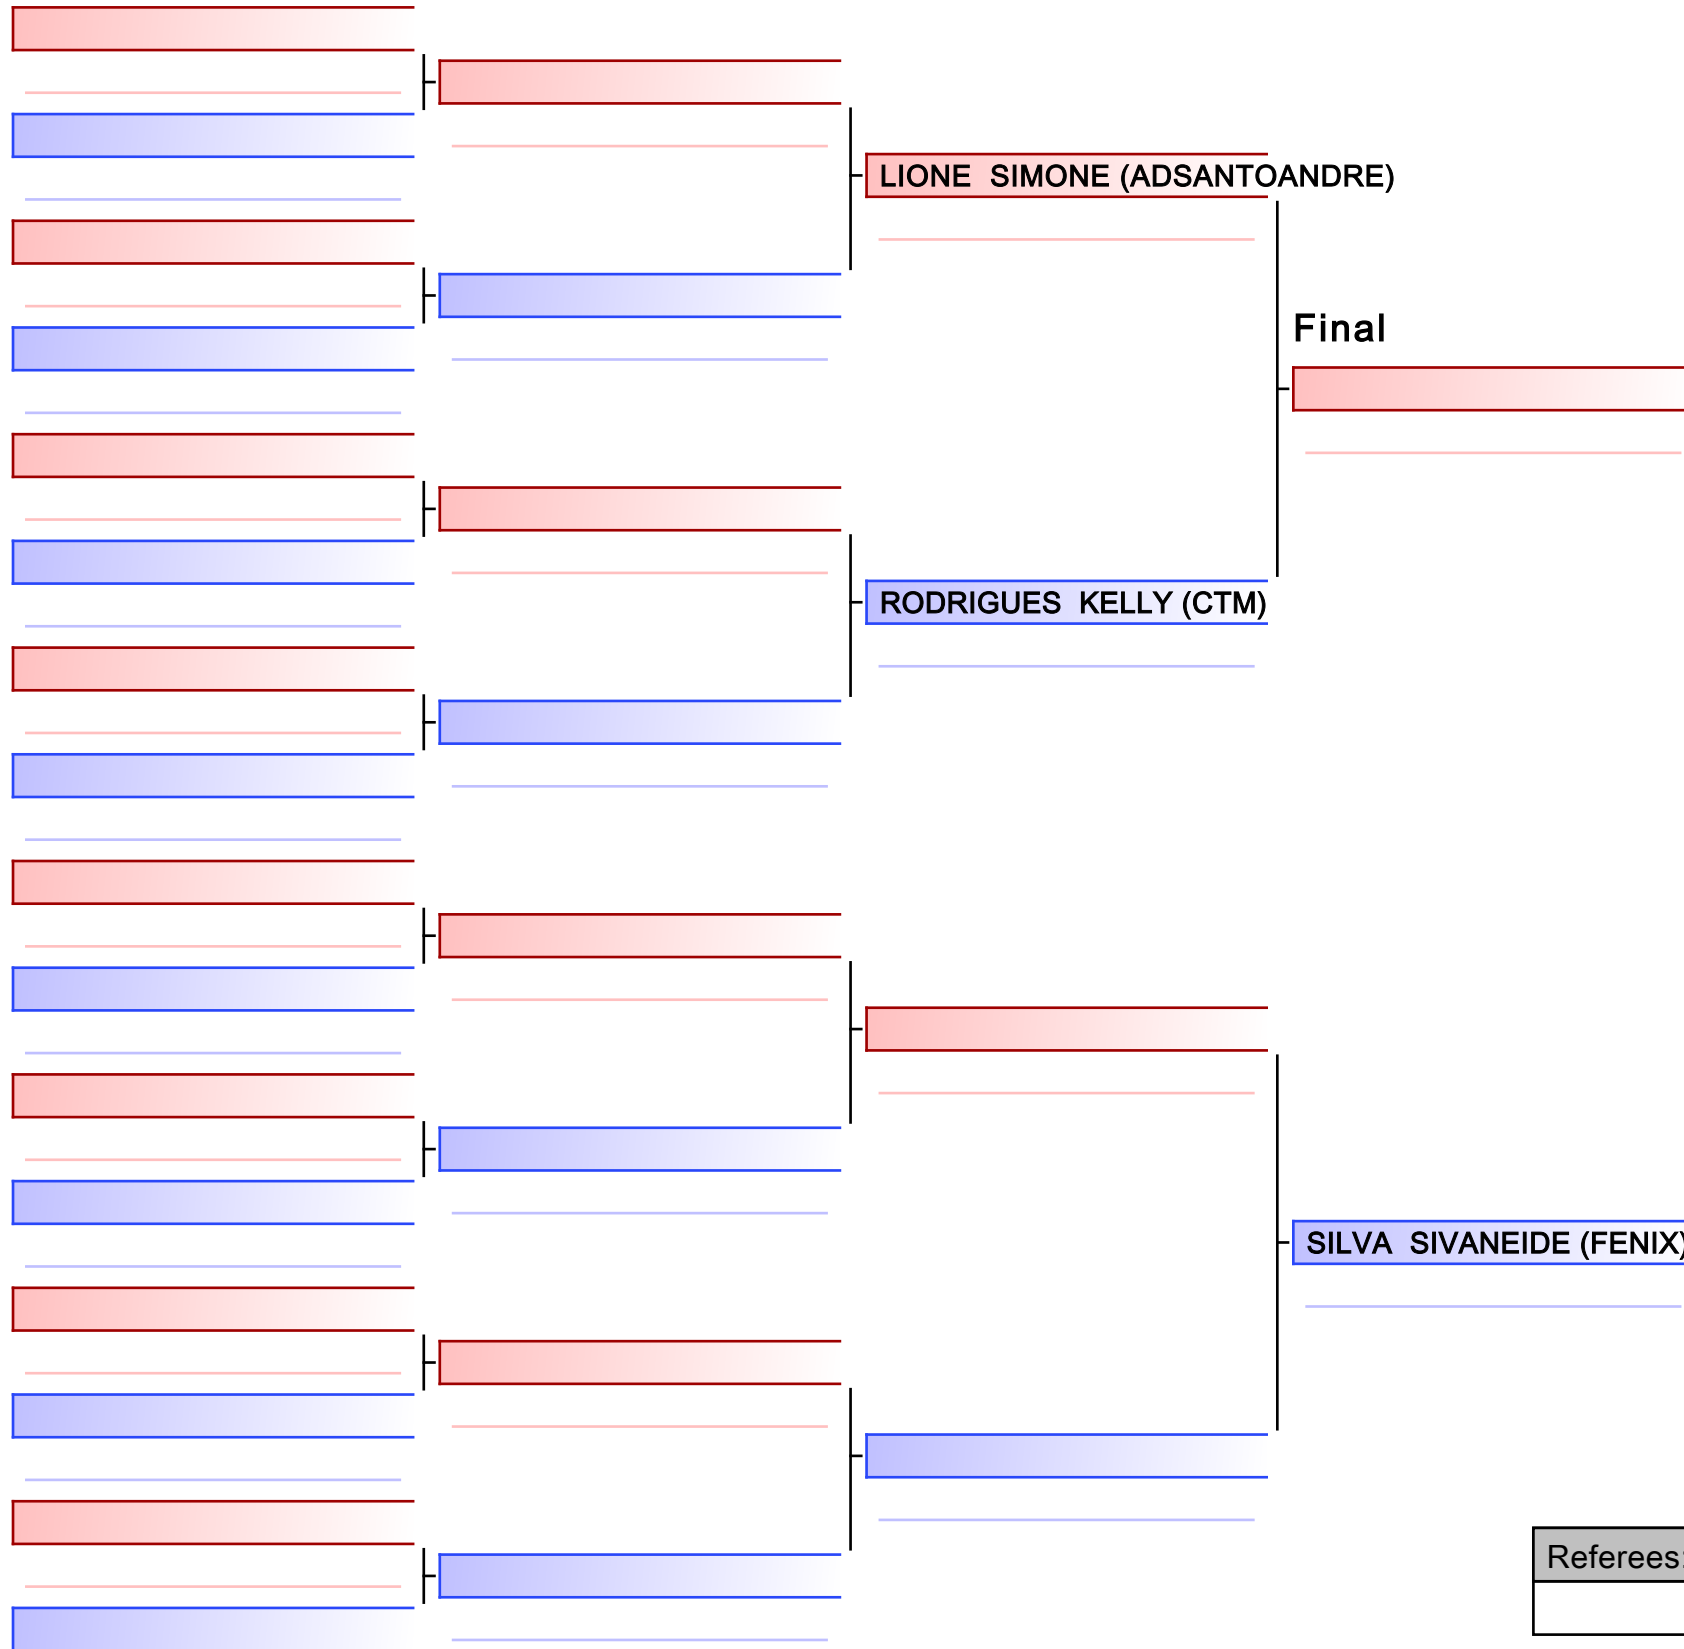 LIONE SIMONE (ADSANTOANDRE)
Final
RODRIGUES KELLY (CTM)
SILVA SIVANEIDE (FENIX)
Referees: